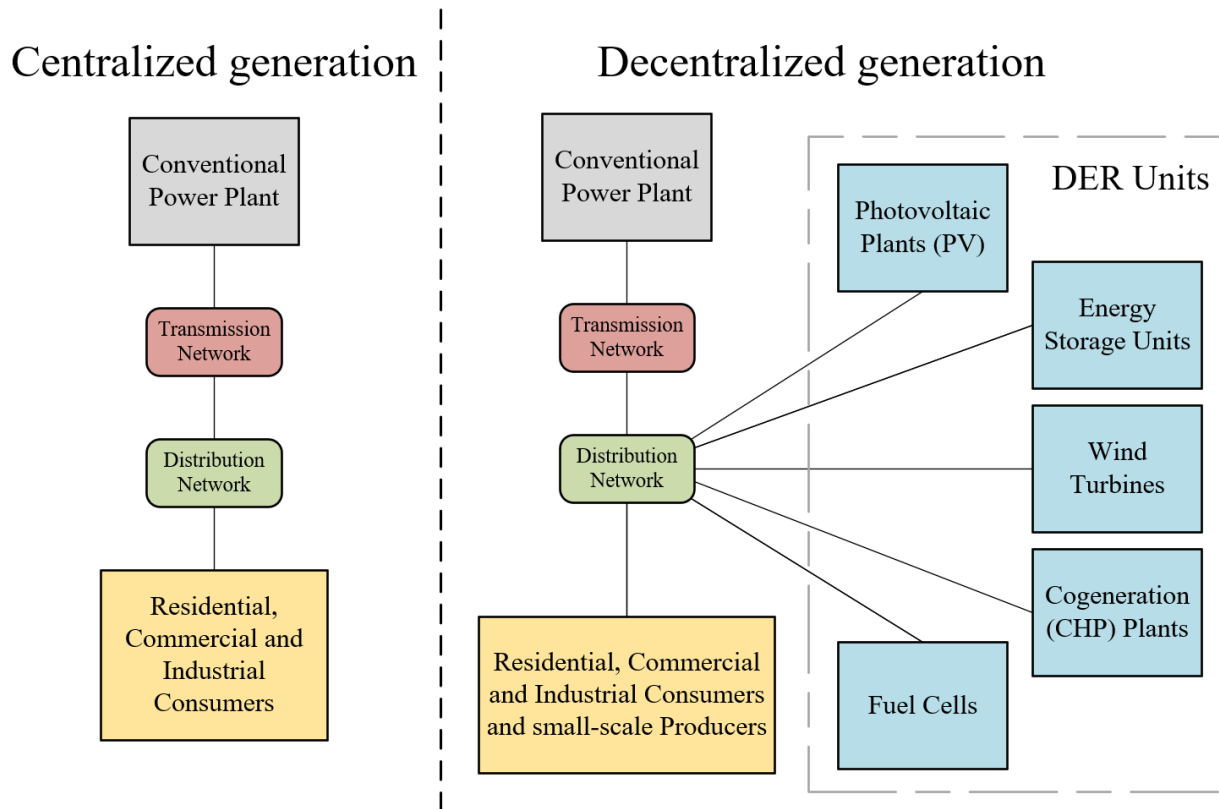 Centralized generation
Conventional
Power Plant
Transmission
Network
Distribution
Network
Residential,
Commercial and
Industrial
Consumers
Decentralized generation
Conventional
Power Plant
Transmission
Network
Distribution
Network
Residential, Commercial
and Industrial Consumers
and small-scale Producers
DER Units
Photovoltaic
Plants (PV)
Energy
Storage Units
Wind
Turbines
Cogeneration
(CHP) Plants
Fuel Cells